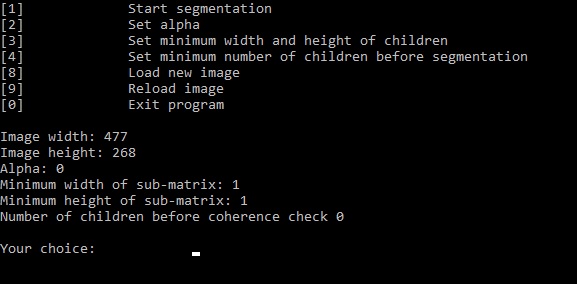 [1] Start segmentation
[2] Set alpha
[3] Set minimum width and height of children
[4] Set minimum number of children before segmentation
[8] Load new image
[9] Reload image
[0] Exit program
Image width: 477
Image height: 268
Alpha: 0
Minimum width of sub-matrix: 1
Minimum height of sub-matrix: 1
Number of children before coherence check 0
Your choice: